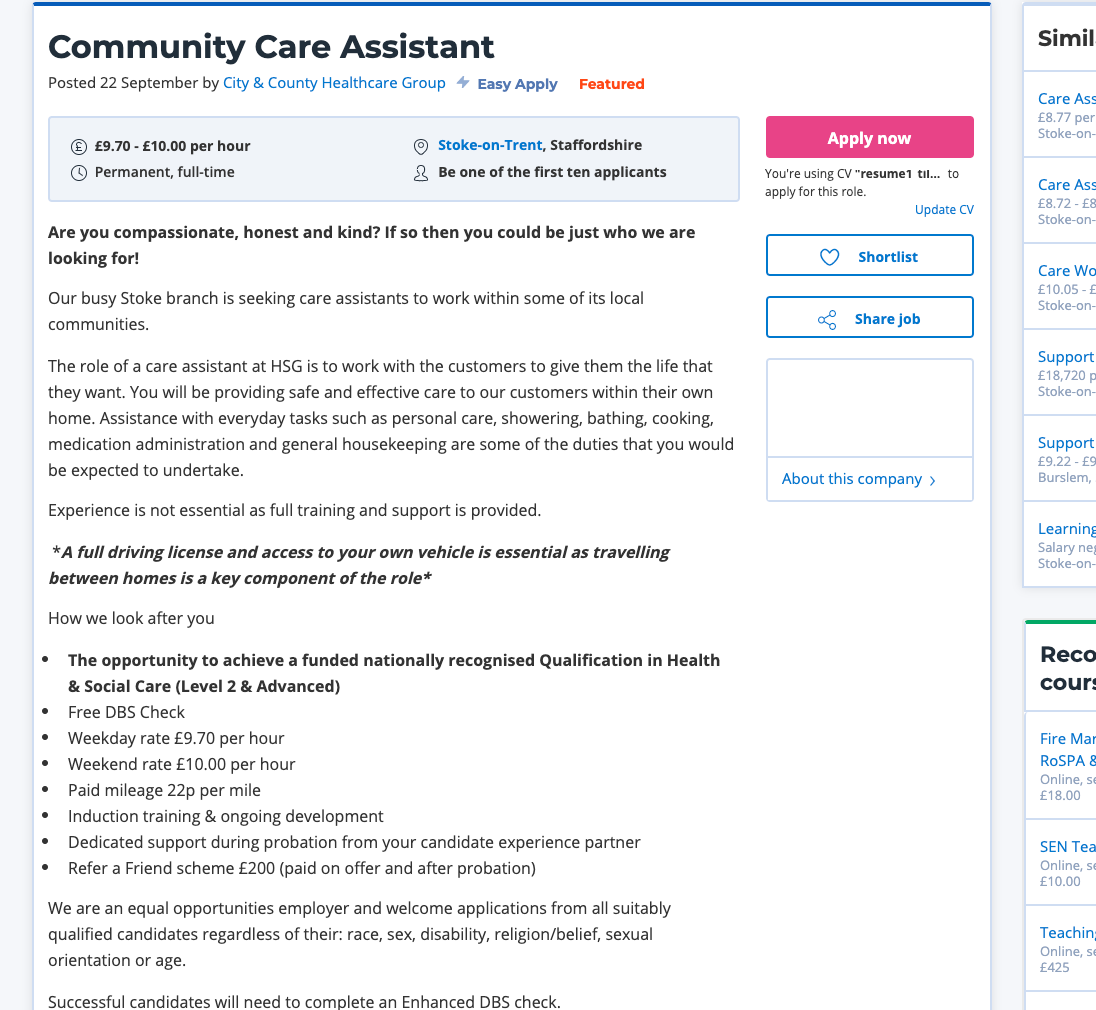 Community Care Assistant
Posted 22 September by City & County Healthcare Group Easy Apply Featured
£9.70 - £10.00 per hour
Permanent, full-time
Stoke-on-Trent, Staffordshire
Be one of the first ten applicants
Are you compassionate, honest and kind? If so then you could be just who we are
looking for!
Our busy Stoke branch is seeking care assistants to work within some of its local
communities.
The role of a care assistant at HSG is to work with the customers to give them the life that
they want. You will be providing safe and effective care to our customers within their own
home. Assistance with everyday tasks such as personal care, showering, bathing, cooking,
medication administration and general housekeeping are some of the duties that you would
be expected to undertake.
Experience is not essential as full training and support is provided.
*A full driving license and access to your own vehicle is essential as travelling
between homes is a key component of the role*
How we look after you
• The opportunity to achieve a funded nationally recognised Qualification in Health
& Social Care (Level 2 & Advanced)
• Free DBS Check
• Weekday rate £9.70 per hour
• Weekend rate £10.00 per hour
• Paid mileage 22p per mile
• Induction training & ongoing development
• Dedicated support during probation from your candidate experience partner
• Refer a Friend scheme £200 (paid on offer and after probation)
We are an equal opportunities employer and welcome applications from all suitably
qualified candidates regardless of their: race, sex, disability, religion/belief, sexual
orientation or age.
Successful candidates will need to complete an Enhanced DBS check.
Apply now
You're using CV "resume1 ... to
apply for this role.
Update CV
Shortlist
Share job
About this company
Simil
Care Ass
£8.77 per
Stoke-on-
Care Ass
£8.72 - £8
Stoke-on-
Care Wo
£10.05 - £
Stoke-on-
Support
£18,720 p
Stoke-on-
Support
£9.22 - £9
Burslem,
Learning
Salary neg
Stoke-on-
Reco
cours
Fire Mar
RoSPA &
Online, se
£18.00
SEN Tea
Online, se
£10.00
Teaching
Online, se
£425